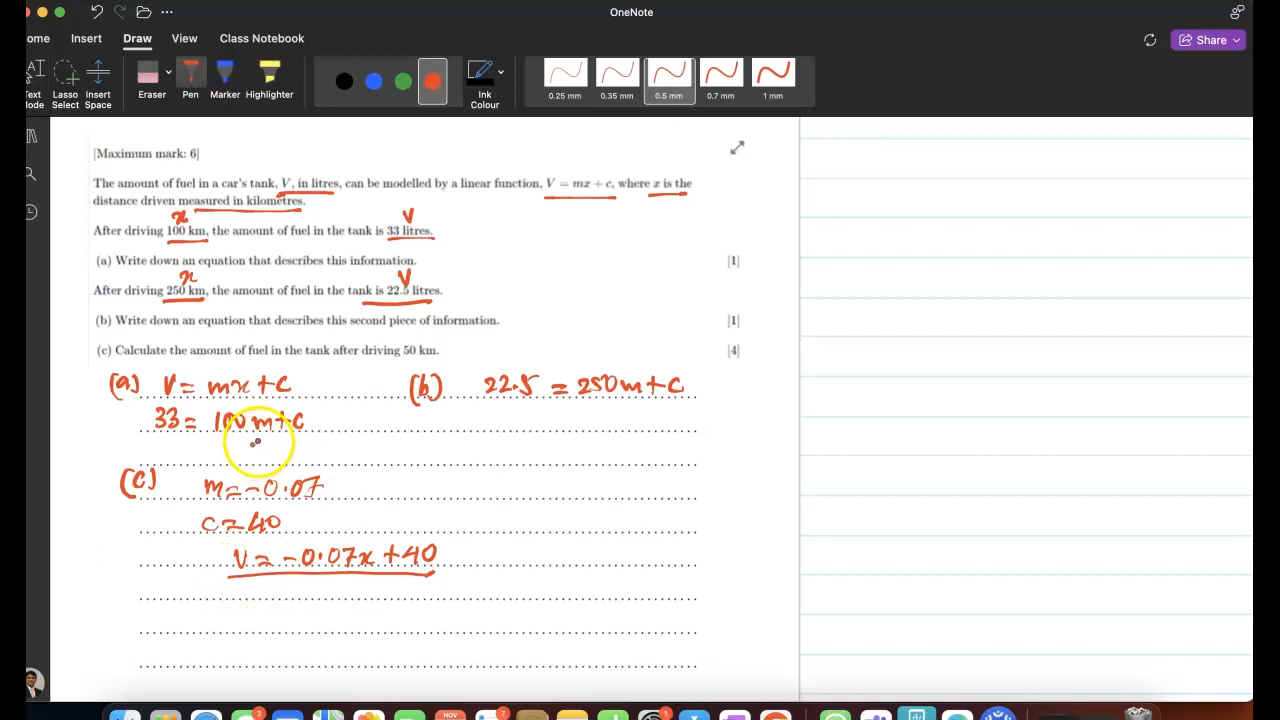 OneNote
ome Insert Draw View Class Notebook Share
Text Mode Lasso Select Insert Space Eraser Pen Marker Highlighter Ink Colour 0.25 mm 0.35 mm 0.5 mm 0.7 mm 1 mm
[Maximum mark: 6]
The amount of fuel in a car's tank, V, in litres, can be modelled by a linear function, V = mx + c, where x is the
distance driven measured in kilometres.
x V
After driving 100 km, the amount of fuel in the tank is 33 litres.
(a) Write down an equation that describes this information. [1]
x V
After driving 250 km, the amount of fuel in the tank is 22.5 litres.
(b) Write down an equation that describes this second piece of information. [1]
(c) Calculate the amount of fuel in the tank after driving 50 km. [4]
(a) V = mx + c (b) 22.5 = 250m + c
33 = 100m + c
(c) m = -0.07
c = 40
V = -0.07x + 40